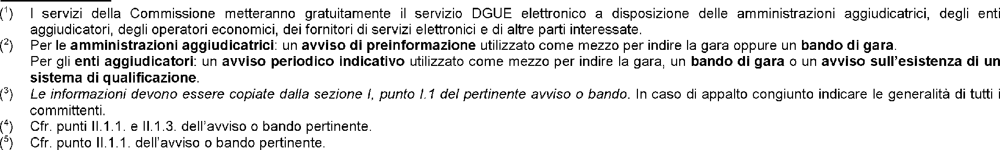 (1) I servizi della Commissione metteranno gratuitamente il servizio DGUE elettronico a disposizione delle amministrazioni aggiudicatrici, degli enti
aggiudicatori, degli operatori economici, dei fornitori di servizi elettronici e di altre parti interessate.
(2) Per le amministrazioni aggiudicatrici: un avviso di preinformazione utilizzato come mezzo per indire la gara oppure un bando di gara.
Per gli enti aggiudicatori: un avviso periodico indicativo utilizzato come mezzo per indire la gara, un bando di gara o un avviso sull'esistenza di un
sistema di qualificazione.
(3) Le informazioni devono essere copiate dalla sezione I, punto I.1 del pertinente avviso o bando. In caso di appalto congiunto indicare le generalità di tutti i
committenti.
(4) Cfr. punti II.1.1. e II.1.3. dell'avviso o bando pertinente.
(5) Cfr. punto II.1.1. dell'avviso o bando pertinente.